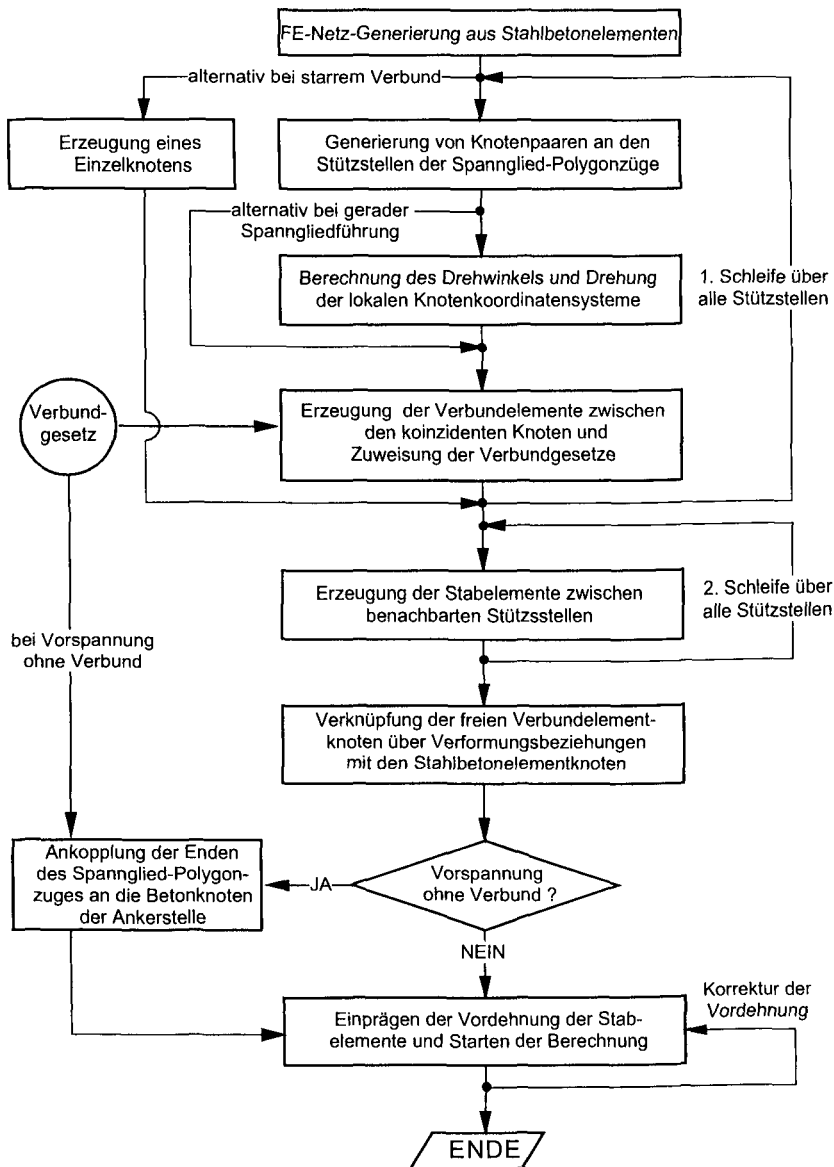 FE-Netz-Generierung aus Stahlbetonelementen
alternativ bei starrem Verbund
Erzeugung eines
Einzelknotens
Generierung von Knotenpaaren an den
Stützstellen der Spannglied-Polygonzüge
alternativ bei gerader
Spanngliedführung
Berechnung des Drehwinkels und Drehung
der lokalen Knotenkoordinatensysteme
1. Schleife über
alle Stützstellen
Verbund-
gesetz
Erzeugung der Verbundelemente zwischen
den koinzidenten Knoten und
Zuweisung der Verbundgesetze
Erzeugung der Stabelemente zwischen
benachbarten Stützsstellen
2. Schleife über
alle Stützstellen
bei Vorspannung
ohne Verbund
Verknüpfung der freien Verbundelement-
knoten über Verformungsbeziehungen
mit den Stahlbetonelementknoten
Ankopplung der Enden
des Spannglied-Polygon-
zuges an die Betonknoten
der Ankerstelle
JA
Vorspannung
ohne Verbund ?
NEIN
Einprägen der Vordehnung der Stab-
elemente und Starten der Berechnung
Korrektur der
Vordehnung
ENDE